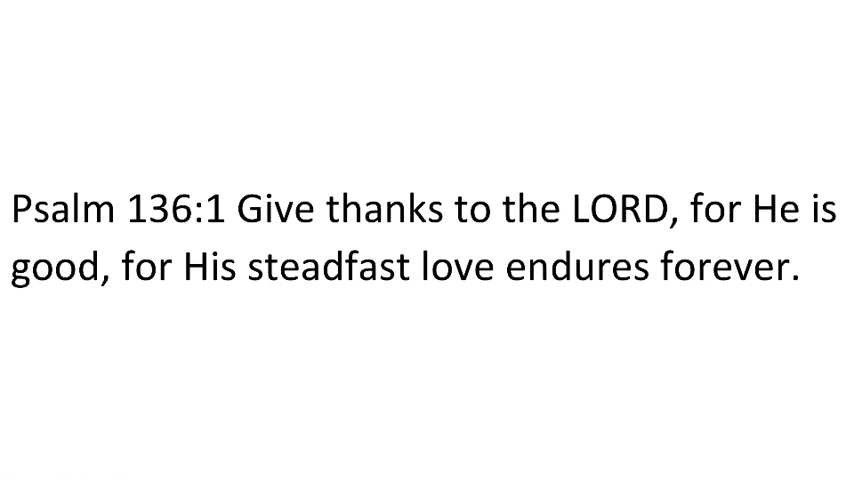 Psalm 136:1 Give thanks to the LORD, for He is
good, for His steadfast love endures forever.